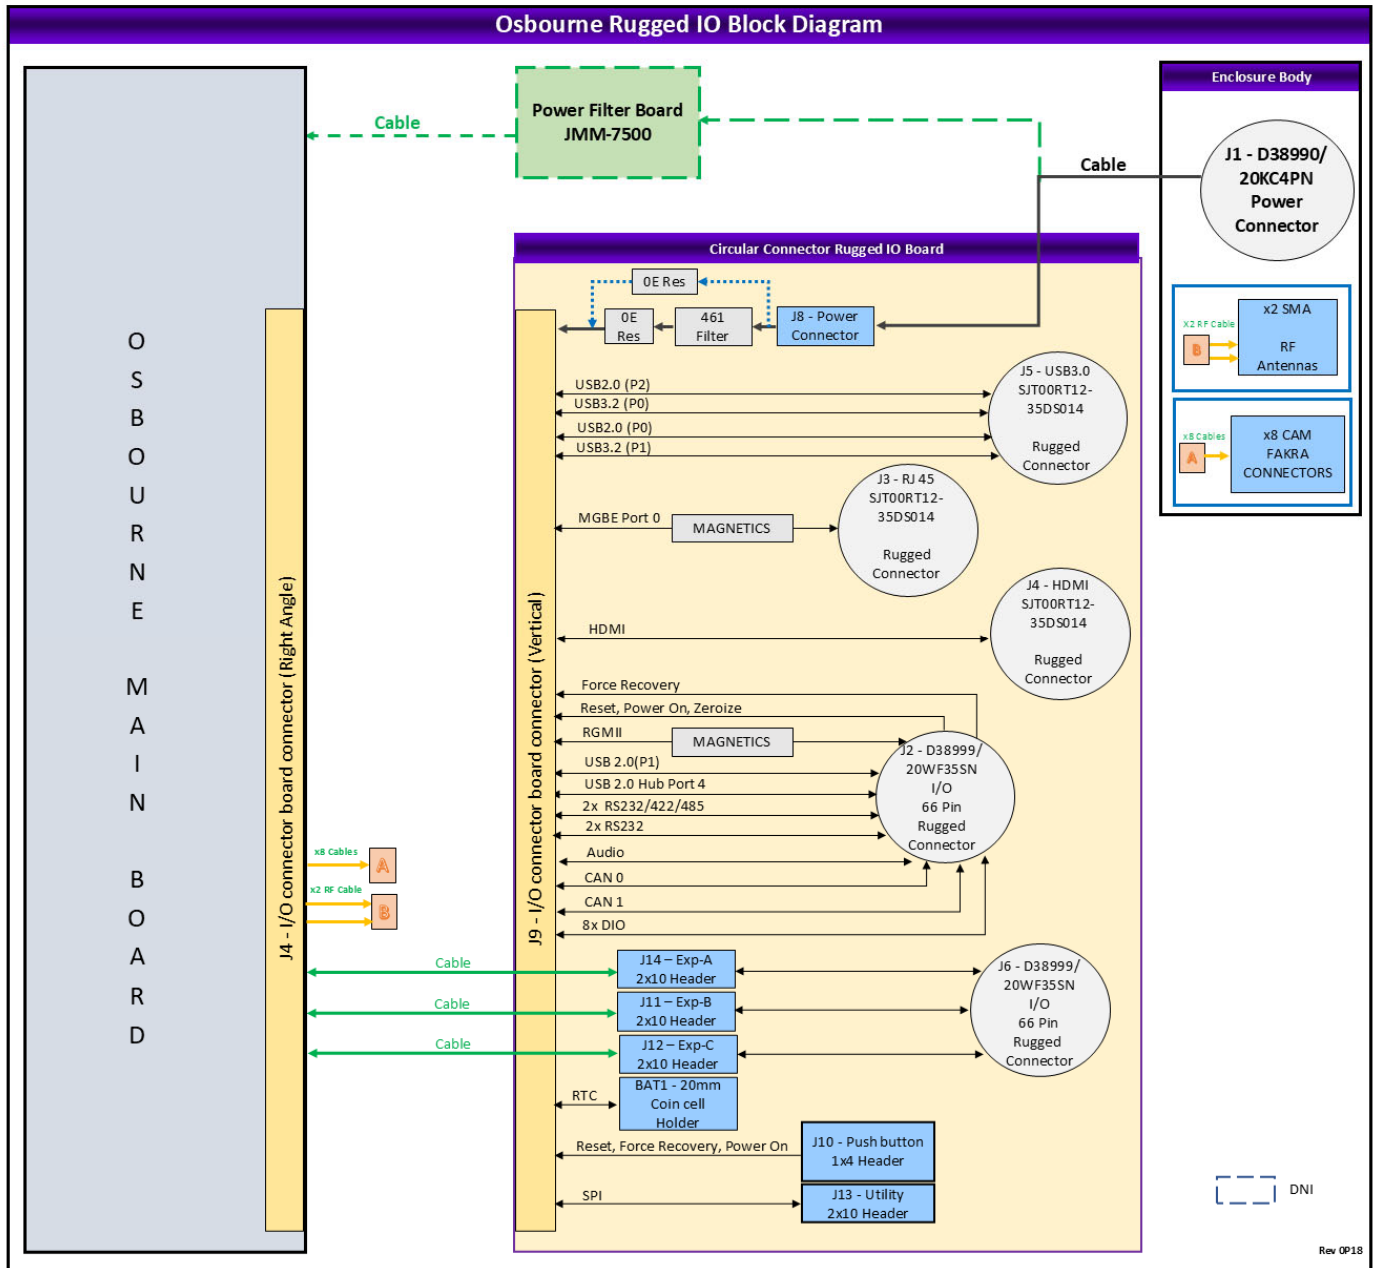 Osbourne Rugged IO Block Diagram
Enclosure Body
Power Filter Board
JMM-7500
Cable
Cable
J1 - D38990/
20KC4PN
Power
Connector
Circular Connector Rugged IO Board
0E Res
0E
Res
461
Filter
J8 - Power
Connector
x2 SMA
RF
Antennas
X2 RF Cable
B
x8 CAM
FAKRA
CONNECTORS
x8 Cables
A
OSBOURNE MAIN BOARD
J4 - I/O connector board connector (Right Angle)
J9 - I/O connector board connector (Vertical)
USB2.0 (P2)
USB3.2 (P0)
USB2.0 (P0)
USB3.2 (P1)
J5 - USB3.0
SJT00RT12-
35DS014
Rugged
Connector
MGBE Port 0
MAGNETICS
J3 - RJ 45
SJT00RT12-
35DS014
Rugged
Connector
HDMI
J4 - HDMI
SJT00RT12-
35DS014
Rugged
Connector
Force Recovery
Reset, Power On, Zeroize
RGMII
MAGNETICS
USB 2.0(P1)
USB 2.0 Hub Port 4
2x RS232/422/485
2x RS232
Audio
CAN 0
CAN 1
8x DIO
J2 - D38999/
20WF35SN
I/O
66 Pin
Rugged
Connector
x8 Cables
A
x2 RF Cable
B
Cable
J14 – Exp-A
2x10 Header
Cable
J11 – Exp-B
2x10 Header
Cable
J12 – Exp-C
2x10 Header
J6 - D38999/
20WF35SN
I/O
66 Pin
Rugged
Connector
RTC
BAT1 - 20mm
Coin cell
Holder
Reset, Force Recovery, Power On
J10 - Push button
1x4 Header
SPI
J13 - Utility
2x10 Header
DNI
Rev 0P18